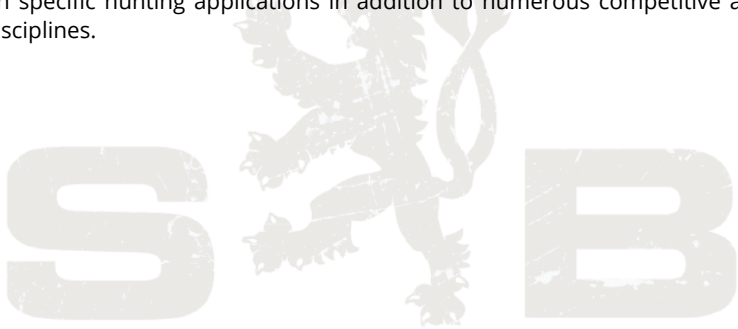 specific hunting applications in addition to numerous competitive
sciplines.
S B